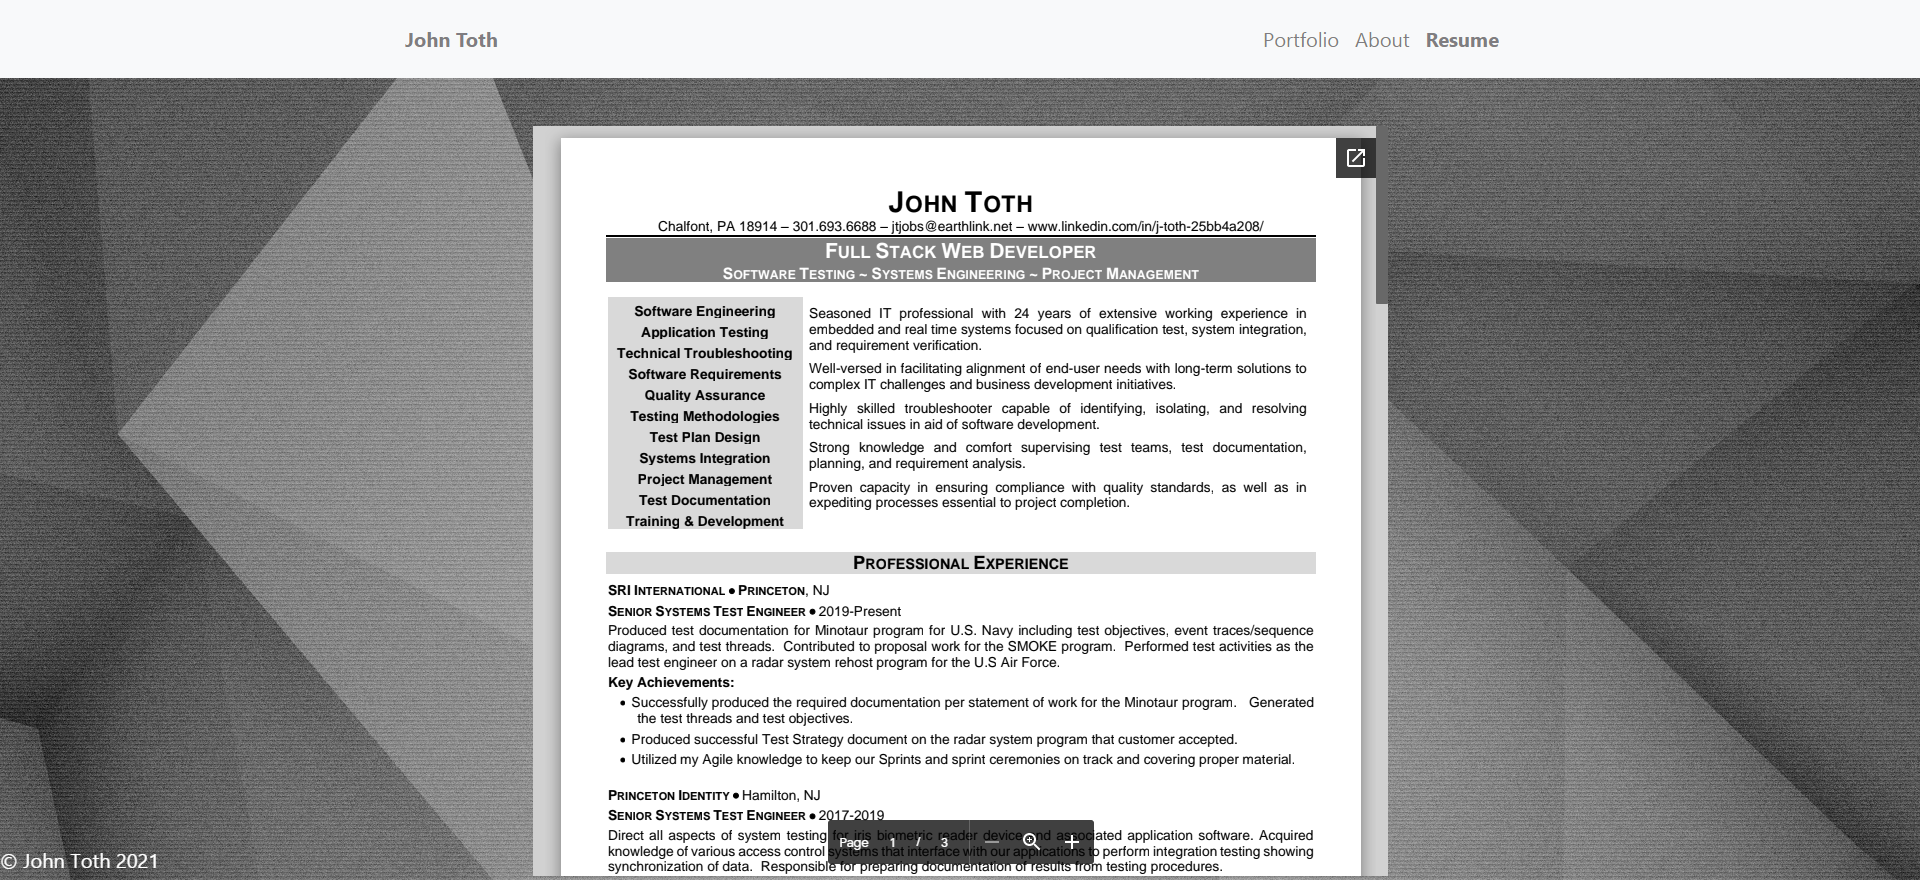 John Toth
Portfolio About Resume
JOHN TOTH
Chalfont, PA 18914 – 301.693.6688 – jtjobs@earthlink.net – www.linkedin.com/in/j-toth-25bb4a208/
FULL STACK WEB DEVELOPER
SOFTWARE TESTING ~ SYSTEMS ENGINEERING ~ PROJECT MANAGEMENT
Software Engineering
Application Testing
Technical Troubleshooting
Software Requirements
Quality Assurance
Testing Methodologies
Test Plan Design
Systems Integration
Project Management
Test Documentation
Training & Development
Seasoned IT professional with 24 years of extensive working experience in
embedded and real time systems focused on qualification test, system integration,
and requirement verification.
Well-versed in facilitating alignment of end-user needs with long-term solutions to
complex IT challenges and business development initiatives.
Highly skilled troubleshooter capable of identifying, isolating, and resolving
technical issues in aid of software development.
Strong knowledge and comfort supervising test teams, test documentation,
planning, and requirement analysis.
Proven capacity in ensuring compliance with quality standards, as well as in
expediting processes essential to project completion.
PROFESSIONAL EXPERIENCE
SRI INTERNATIONAL ● PRINCETON, NJ
SENIOR SYSTEMS TEST ENGINEER ● 2019-Present
Produced test documentation for Minotaur program for U.S. Navy including test objectives, event traces/sequence
diagrams, and test threads. Contributed to proposal work for the SMOKE program. Performed test activities as the
lead test engineer on a radar system rehost program for the U.S Air Force.
Key Achievements:
• Successfully produced the required documentation per statement of work for the Minotaur program. Generated
the test threads and test objectives.
• Produced successful Test Strategy document on the radar system program that customer accepted.
• Utilized my Agile knowledge to keep our Sprints and sprint ceremonies on track and covering proper material.
PRINCETON IDENTITY ● Hamilton, NJ
SENIOR SYSTEMS TEST ENGINEER ● 2017-2019
Direct all aspects of system testing for iris biometric reader device and associated application software. Acquired
knowledge of various access control systems that interface with our applications to perform integration testing showing
synchronization of data. Responsible for preparing documentation of results from testing procedures.
Page 1 / 3
© John Toth 2021